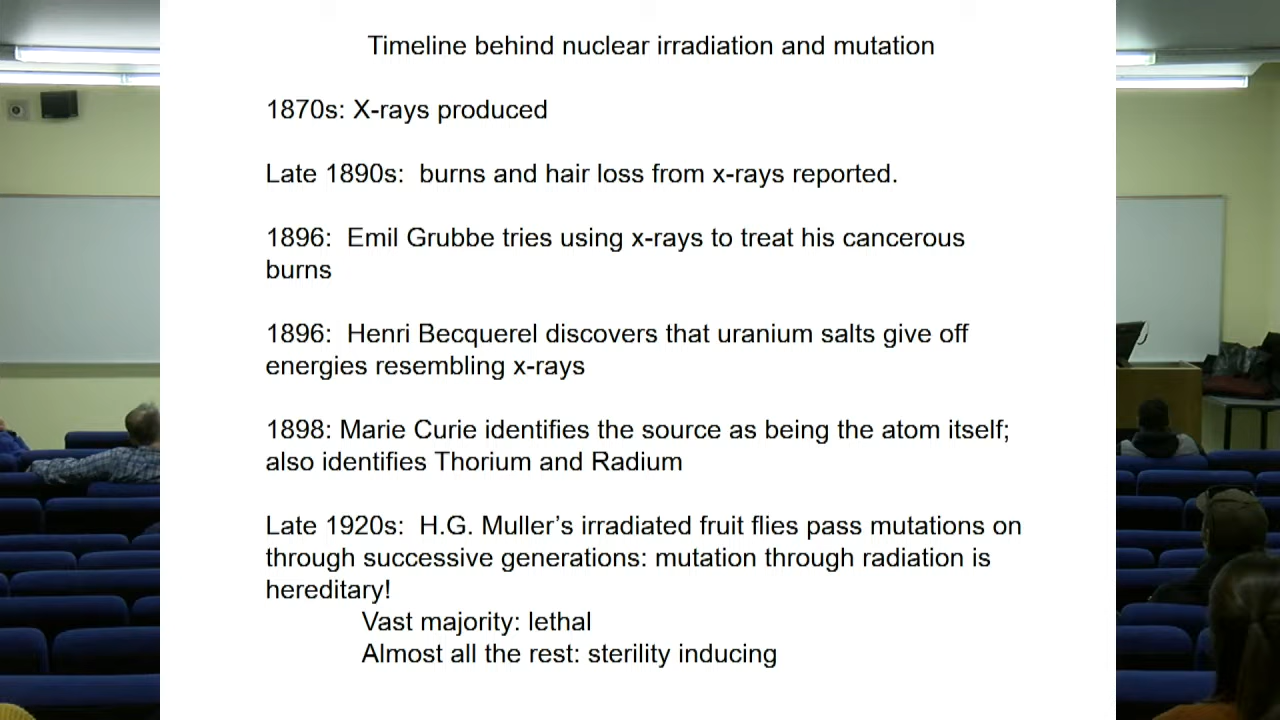 Timeline behind nuclear irradiation and mutation
1870s: X-rays produced
Late 1890s:  burns and hair loss from x-rays reported.
1896:  Emil Grubbe tries using x-rays to treat his cancerous
burns
1896:  Henri Becquerel discovers that uranium salts give off
energies resembling x-rays
1898: Marie Curie identifies the source as being the atom itself;
also identifies Thorium and Radium
Late 1920s:  H.G. Muller’s irradiated fruit flies pass mutations on
through successive generations: mutation through radiation is
hereditary!
Vast majority: lethal
Almost all the rest: sterility inducing